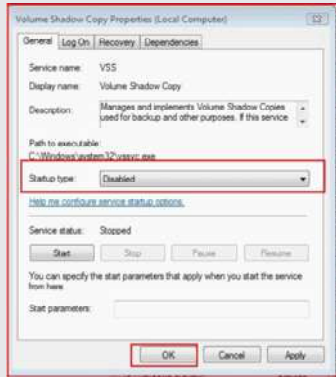 Volume Shadow Copy Properties (Local Computer)
General Log On Recovery Dependencies
Service name: VSS
Display name: Volume Shadow Copy
Description: Manages and implements Volume Shadow Copies
used for backup and other purposes. If this service
Path to executable:
C:\Windows\system32\vssvc.exe
Startup type: Disabled
Help me configure service startup options.
Service status: Stopped
Start Stop Pause Resume
You can specify the start parameters that apply when you start the service
from here.
Start parameters:
OK Cancel Apply